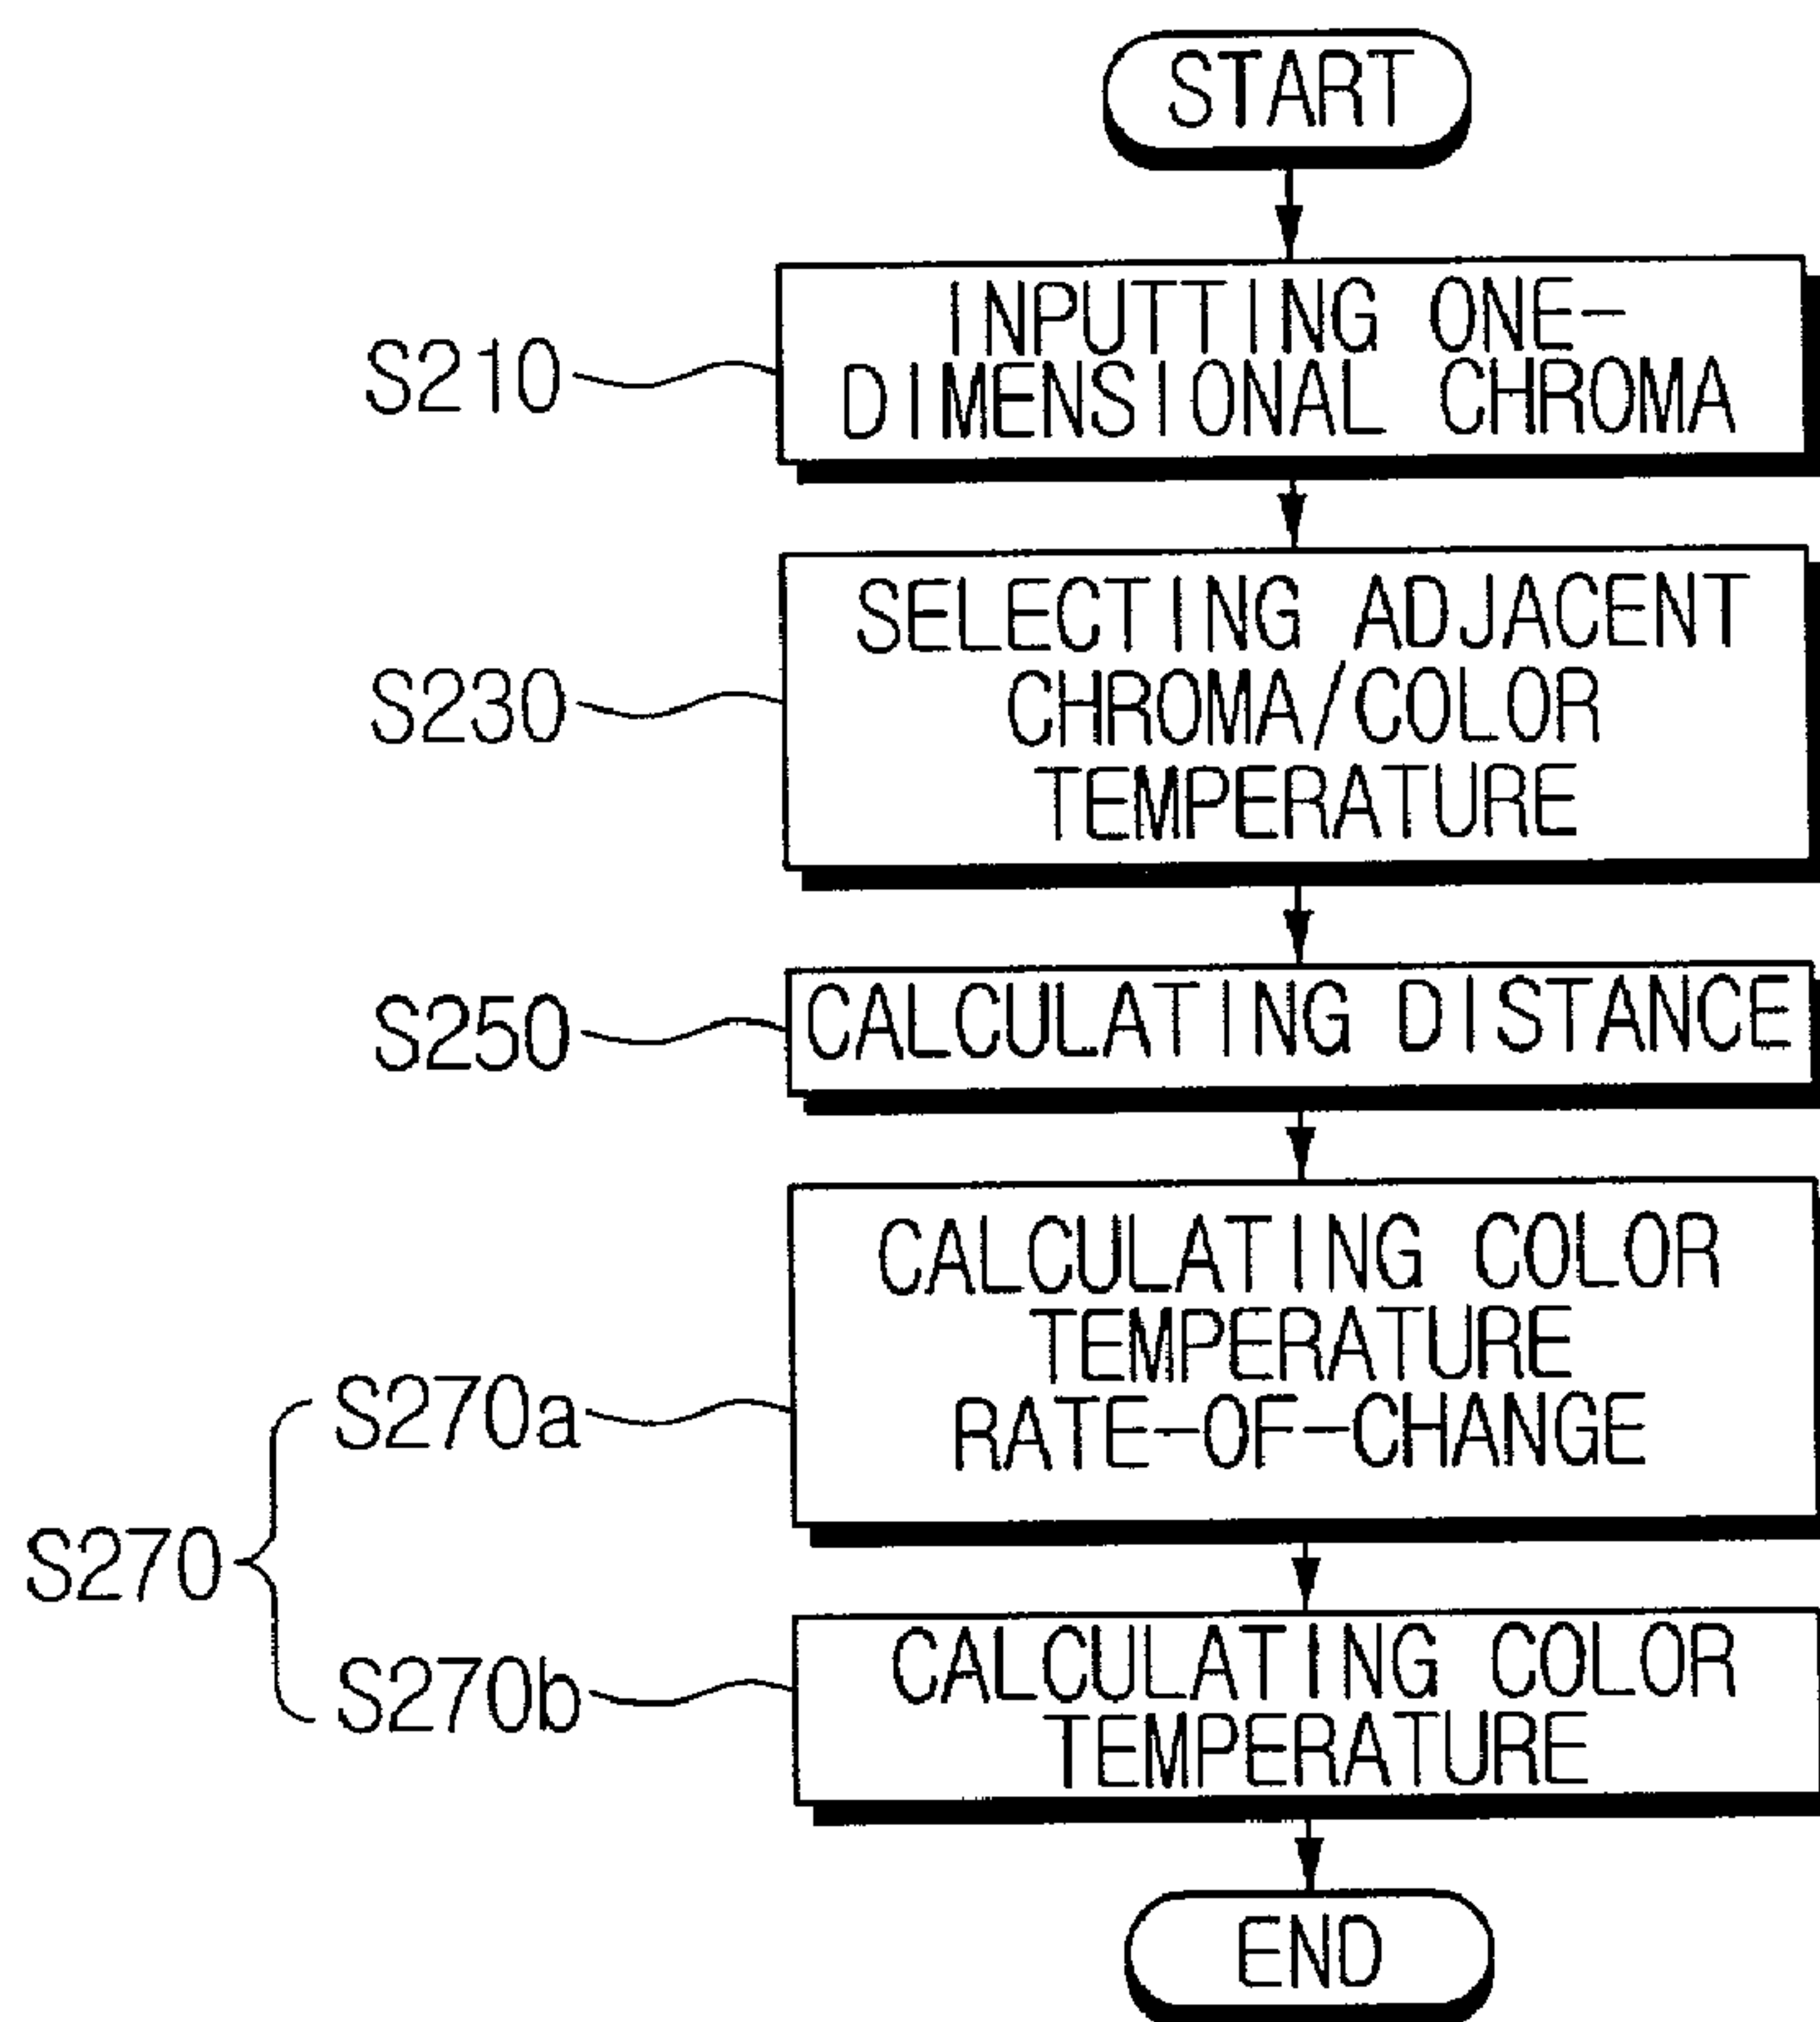 START
S210
INPUTTING ONE-
DIMENSIONAL CHROMA
S230
SELECTING ADJACENT
CHROMA/COLOR
TEMPERATURE
S250
CALCULATING DISTANCE
S270
S270a
CALCULATING COLOR
TEMPERATURE
RATE-OF-CHANGE
S270b
CALCULATING COLOR
TEMPERATURE
END